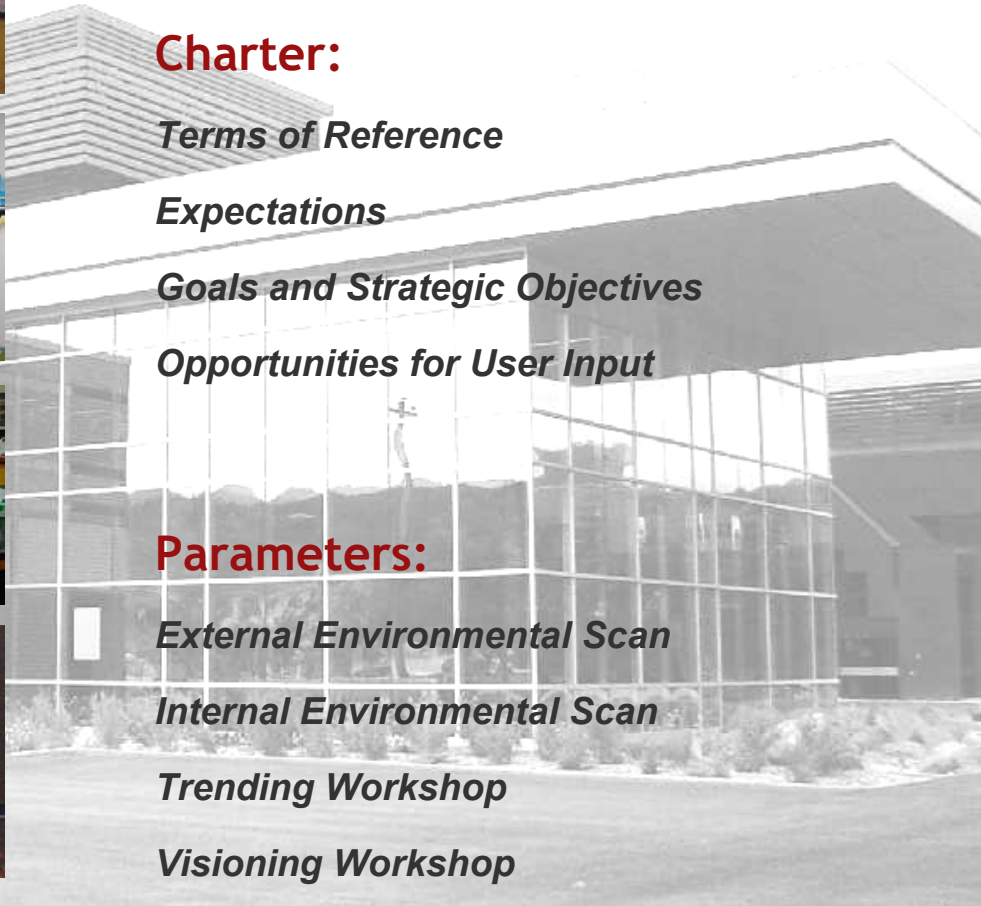 Charter:
Terms of Reference
Expectations
Goals and Strategic Objectives
Opportunities for User Input
Parameters:
External Environmental Scan
Internal Environmental Scan
Trending Workshop
Visioning Workshop